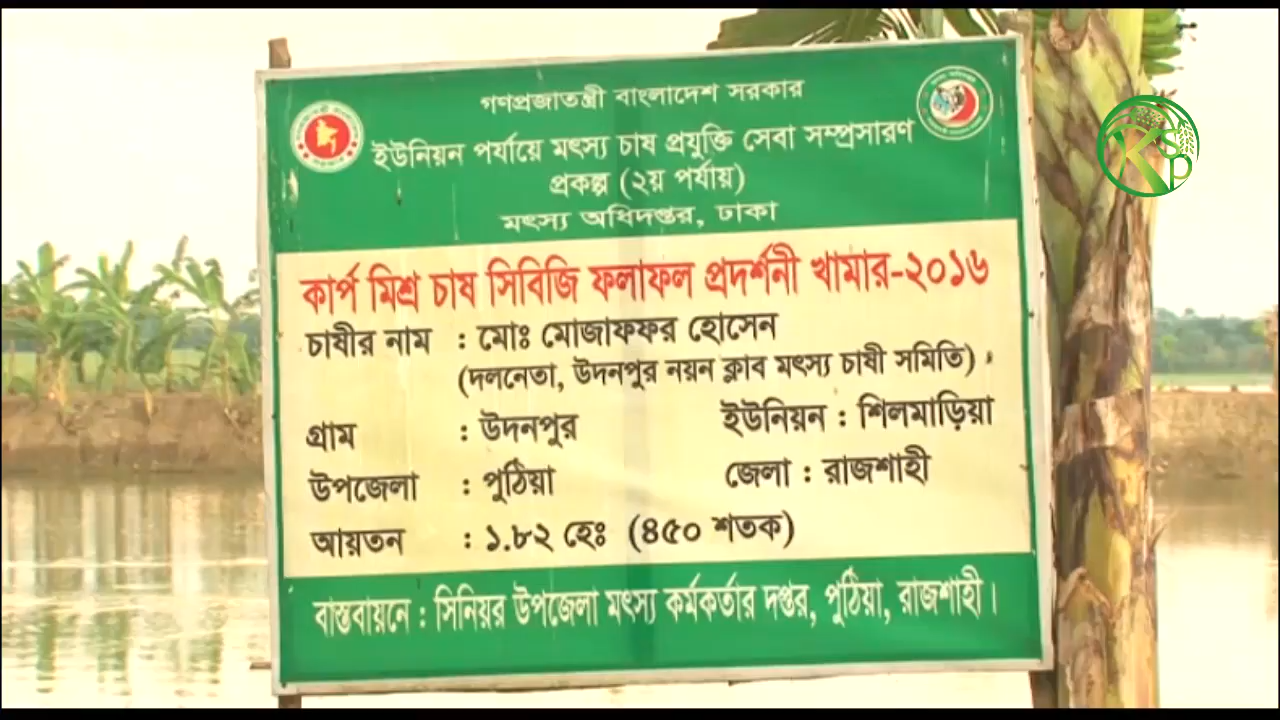 গণপ্রজাতন্ত্রী বাংলাদেশ সরকার
ইউনিয়ন পর্যায়ে মৎস্য চাষ প্রযুক্তি সেবা সম্প্রসারণ
প্রকল্প (২য় পর্যায়)
মৎস্য অধিদপ্তর, ঢাকা
কার্প মিশ্র চাষ সিবিজি ফলাফল প্রদর্শনী খামার-২০১৬
চাষীর নাম : মোঃ মোজাফফর হোসেন
(দলনেতা, উদনপুর নয়ন ক্লাব মৎস্য চাষী সমিতি)
গ্রাম : উদনপুর ইউনিয়ন : শিলমাড়িয়া
উপজেলা : পুঠিয়া জেলা : রাজশাহী
আয়তন : ১.৮২ হেঃ (৪৫০ শতক)
বাস্তবায়নে : সিনিয়র উপজেলা মৎস্য কর্মকর্তার দপ্তর, পুঠিয়া, রাজশাহী।
KSP